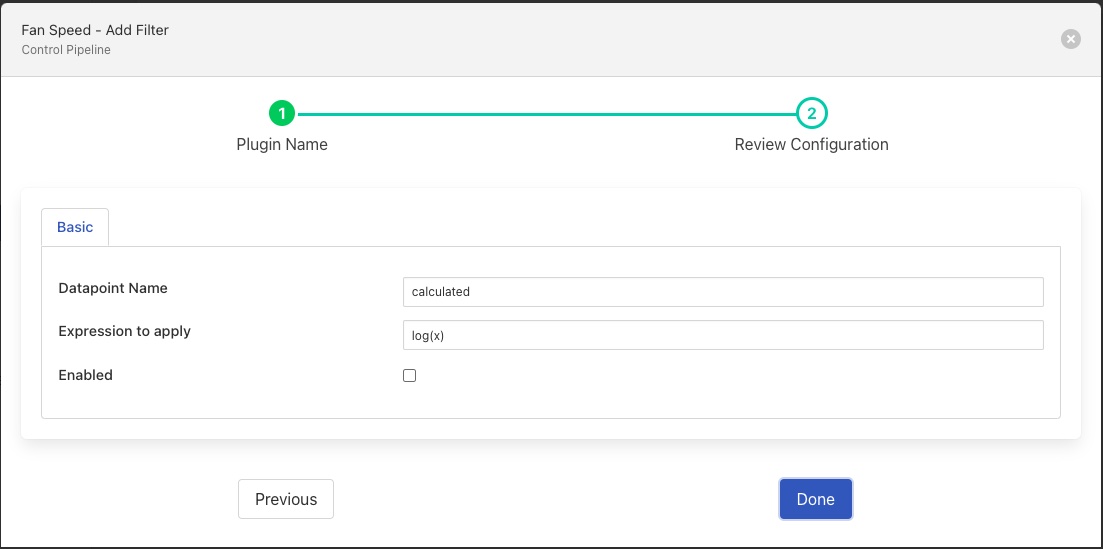 Fan Speed - Add Filter
Control Pipeline
1
2
Plugin Name
Review Configuration
Basic
Datapoint Name
calculated
Expression to apply
log(x)
Enabled
Previous
Done